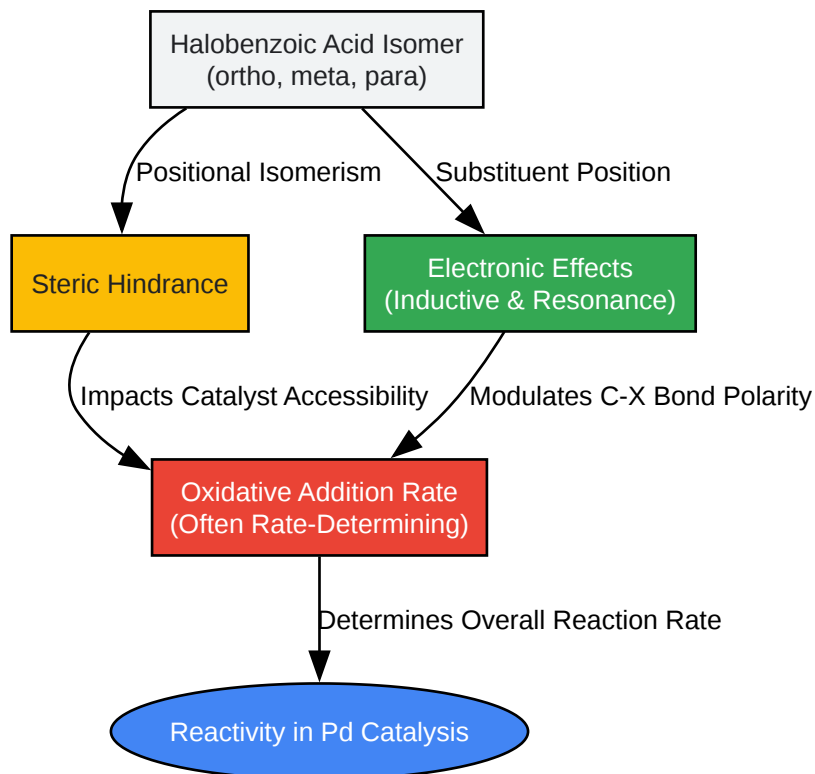 Halobenzoic Acid Isomer
(ortho, meta, para)
Positional Isomerism
Substituent Position
Steric Hindrance
Electronic Effects
(Inductive & Resonance)
Impacts Catalyst Accessibility
Modulates C-X Bond Polarity
Oxidative Addition Rate
(Often Rate-Determining)
Determines Overall Reaction Rate
Reactivity in Pd Catalysis